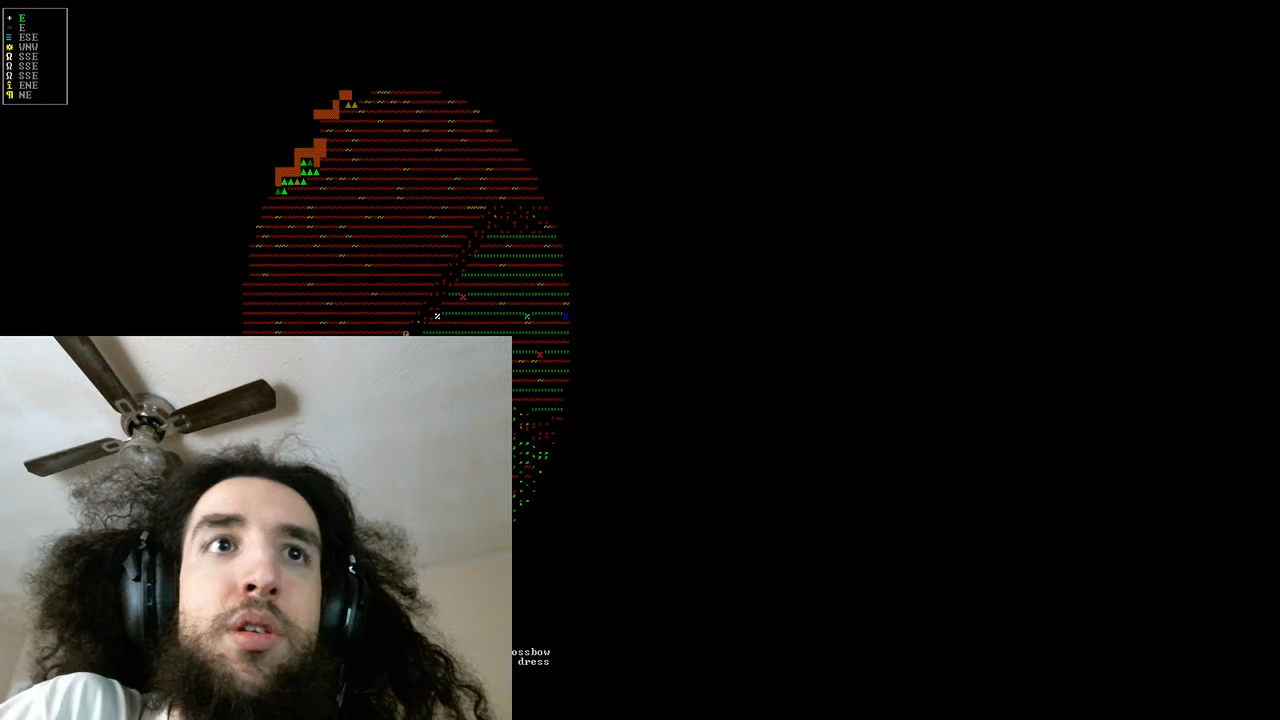 + E
= E
≡ ESE
☼ WNW
Ω SSE
Ω SSE
Ω SSE
î ENE
¶ NE
ossbow
dress